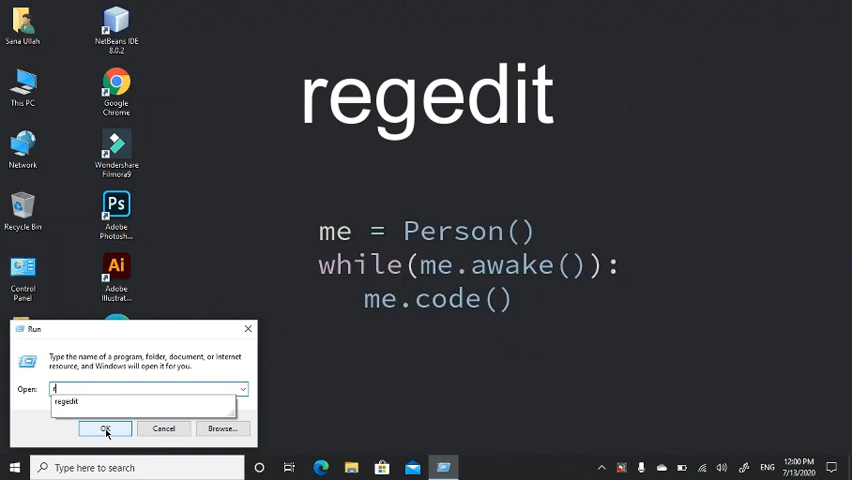 regedit
me = Person()
while(me.awake()):
me.code()
Sana Ullah
NetBeans IDE
8.0.2
This PC
Google
Chrome
Network
Wondershare
Filmora9
Recycle Bin
Ps
Adobe
Photosh...
Control
Panel
Ai
Adobe
Illustrat...
Run
Type the name of a program, folder, document, or Internet
resource, and Windows will open it for you.
Open:
r
regedit
OK
Cancel
Browse...
Type here to search
ENG
12:00 PM
7/13/2020